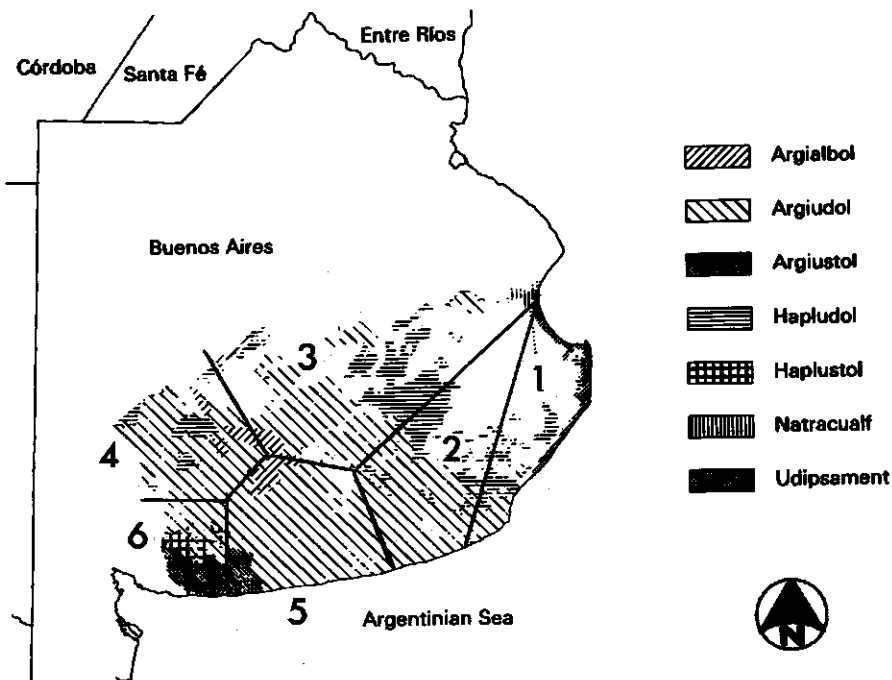 Entre Ríos
Córdoba
Santa Fé
Buenos Aires
3
1
2
4
6
5
Argentinian Sea
Argialbol
Argiudol
Argiustol
Hapludol
Haplustol
Natracualf
Udipsament
N